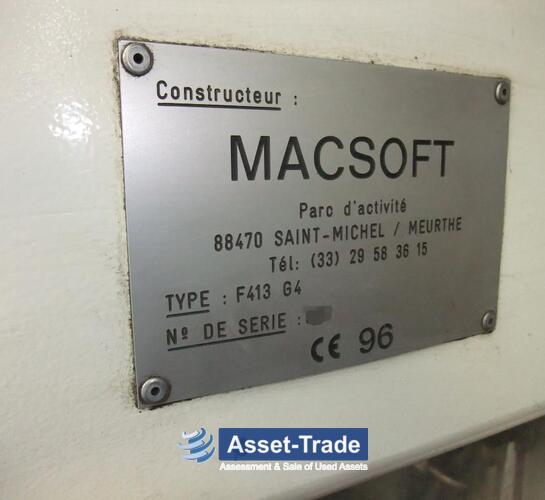 Constructeur :
MACSOFT
Parc d'activité
88470 SAINT-MICHEL / MEURTHE
Tél: (33) 29 58 36 15
TYPE : F413 G4
Nº DE SERIE :
CE 96
Asset-Trade
Assessment & Sale of Used Assets